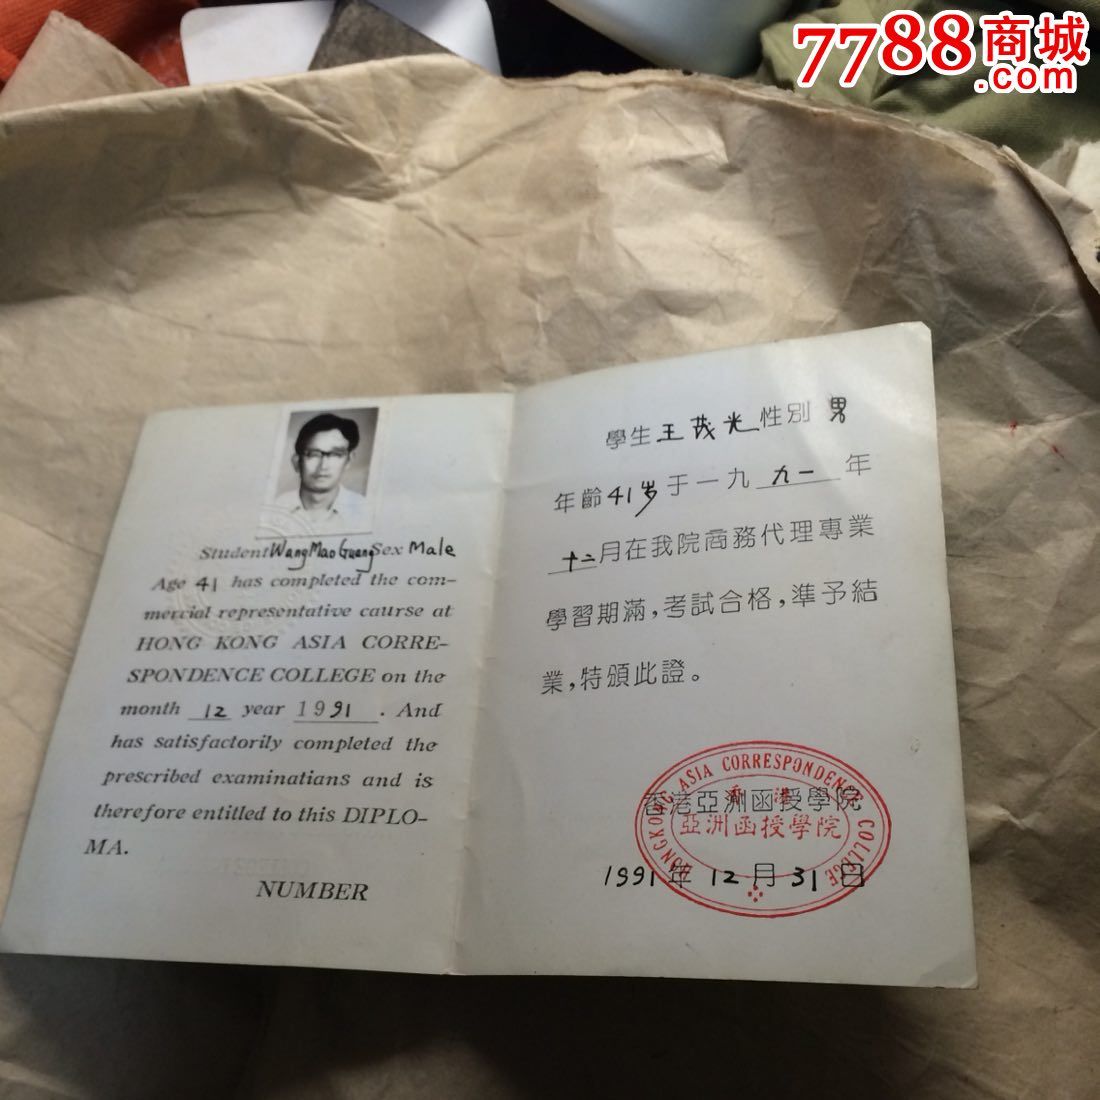 7788商城
.com
Student Wang Mao Guang Sex Male
Age 41 has completed the com-
mercial representative caurse at
HONG KONG ASIA CORRE-
SPONDENCE COLLEGE on the
month 12 year 1991. And
has satisfactorily completed the
prescribed examinatians and is
therefore entitled to this DIPLO-
MA.
NUMBER
學生王茂光性別男
年齡41岁于一九九一年
十二月在我院商務代理專業
學習期滿,考試合格,準予結
業,特頒此證。
香港亞洲函授學院
1991年12月31日
HONGKONG ASIA CORRESPONDENCE COLLEGE
香港
亞洲函授學院